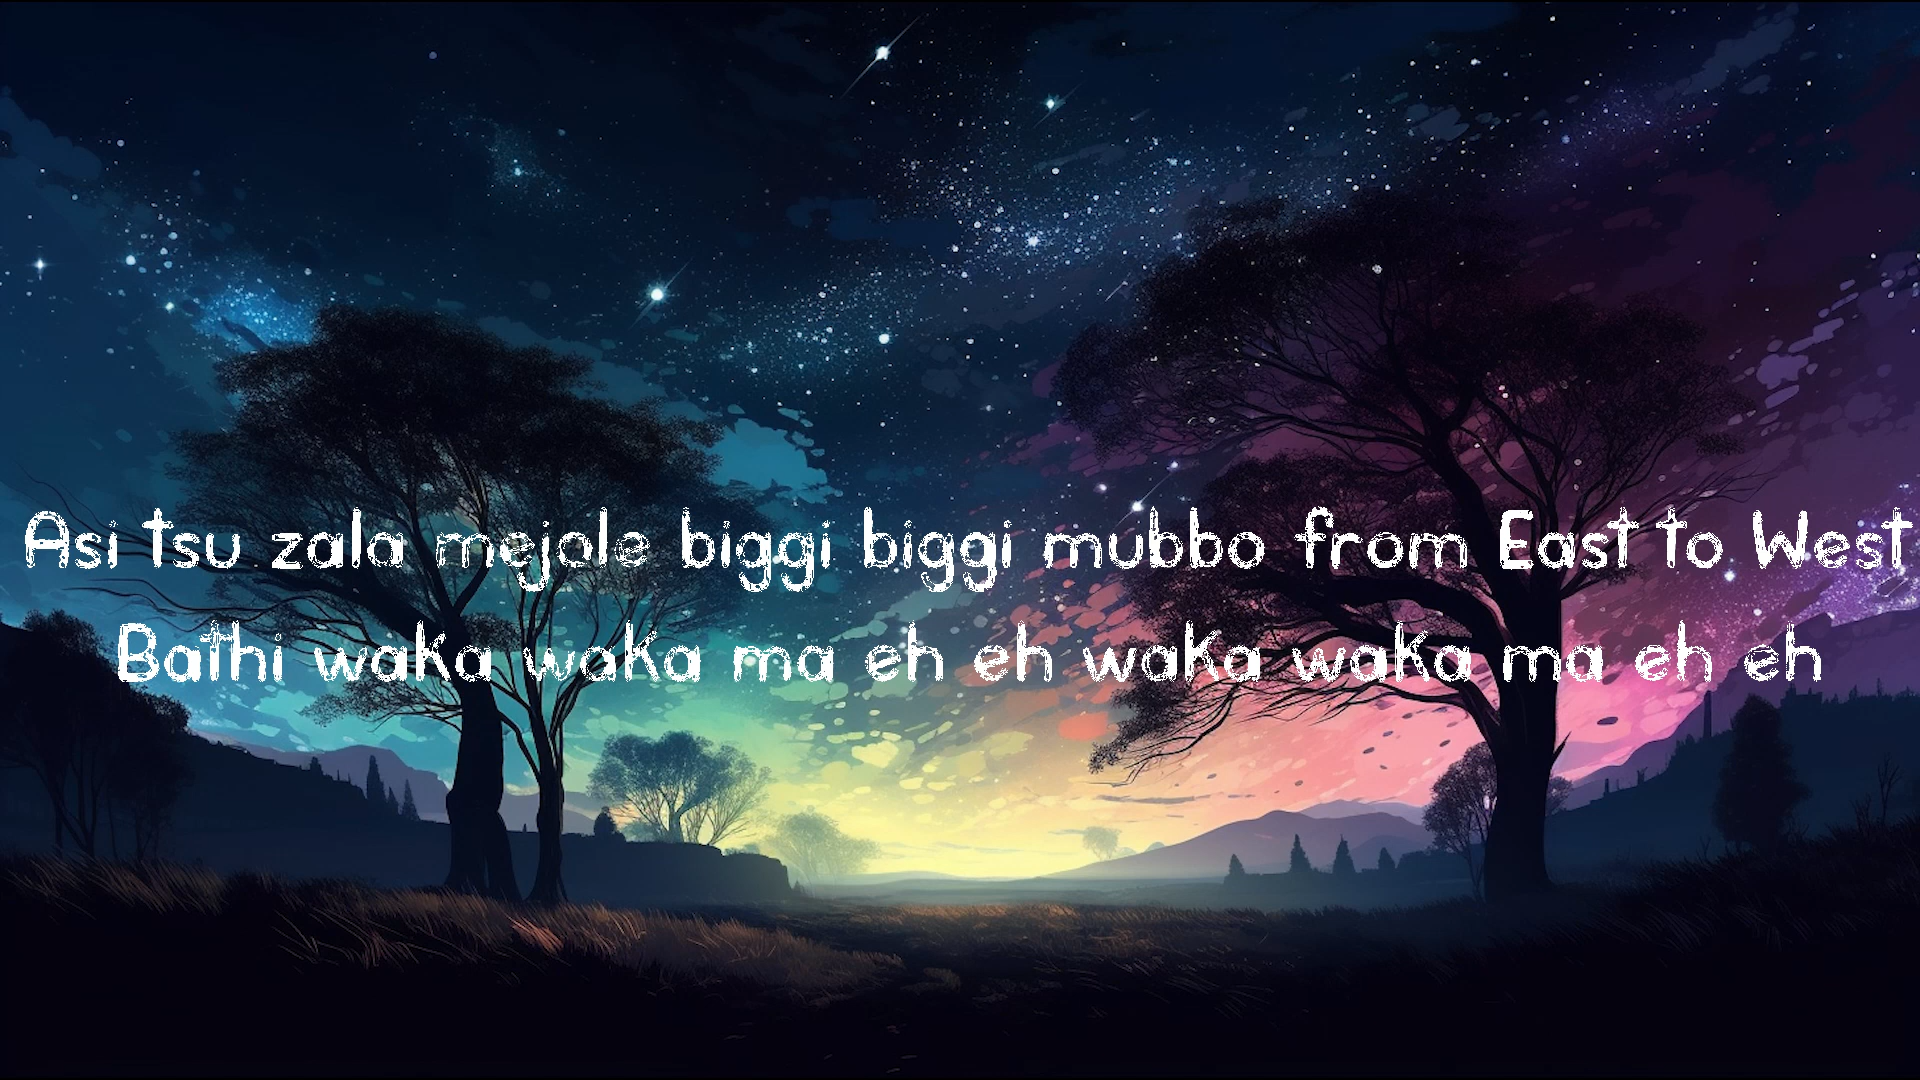 Asi tsu zala mejole biggi biggi mubbo from East to West
Bathi waka waka ma eh eh waka waka ma eh eh